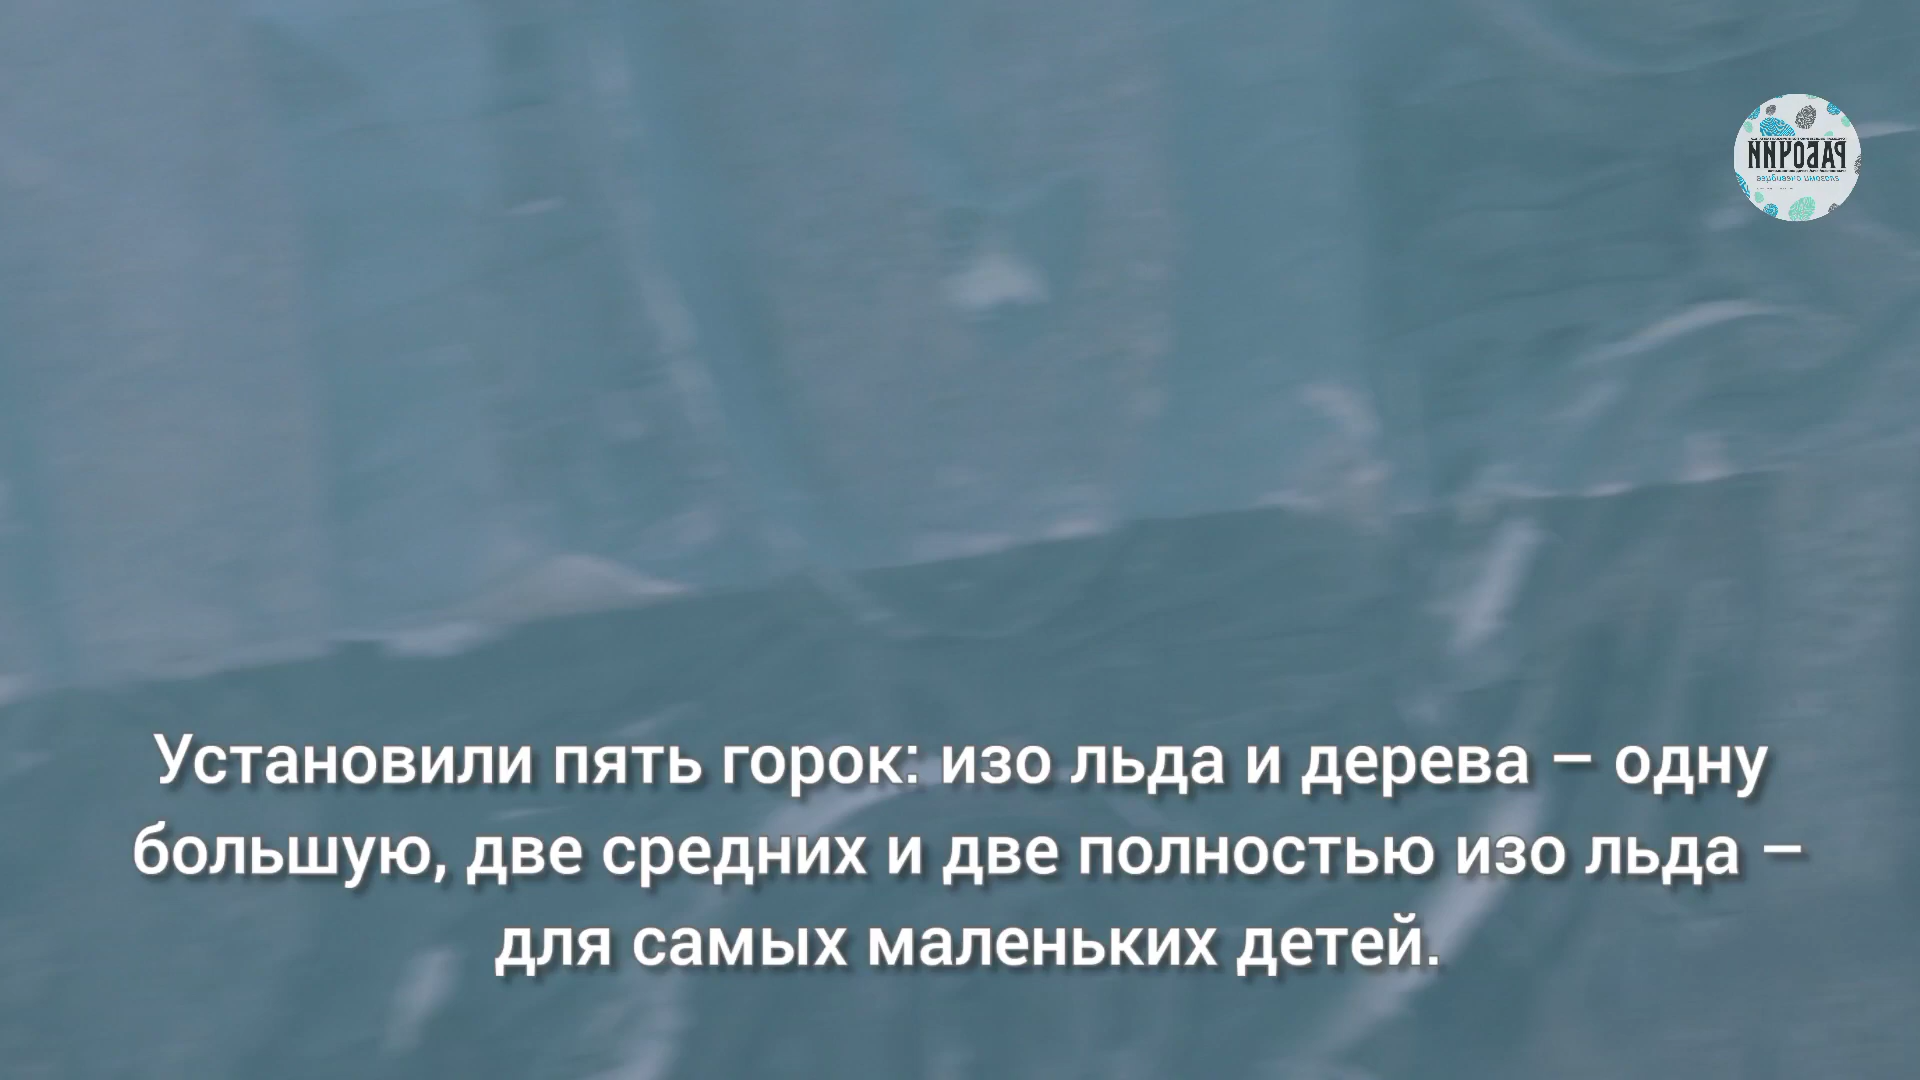 Установили пять горок: изо льда и дерева – одну
большую, две средних и две полностью изо льда –
для самых маленьких детей.